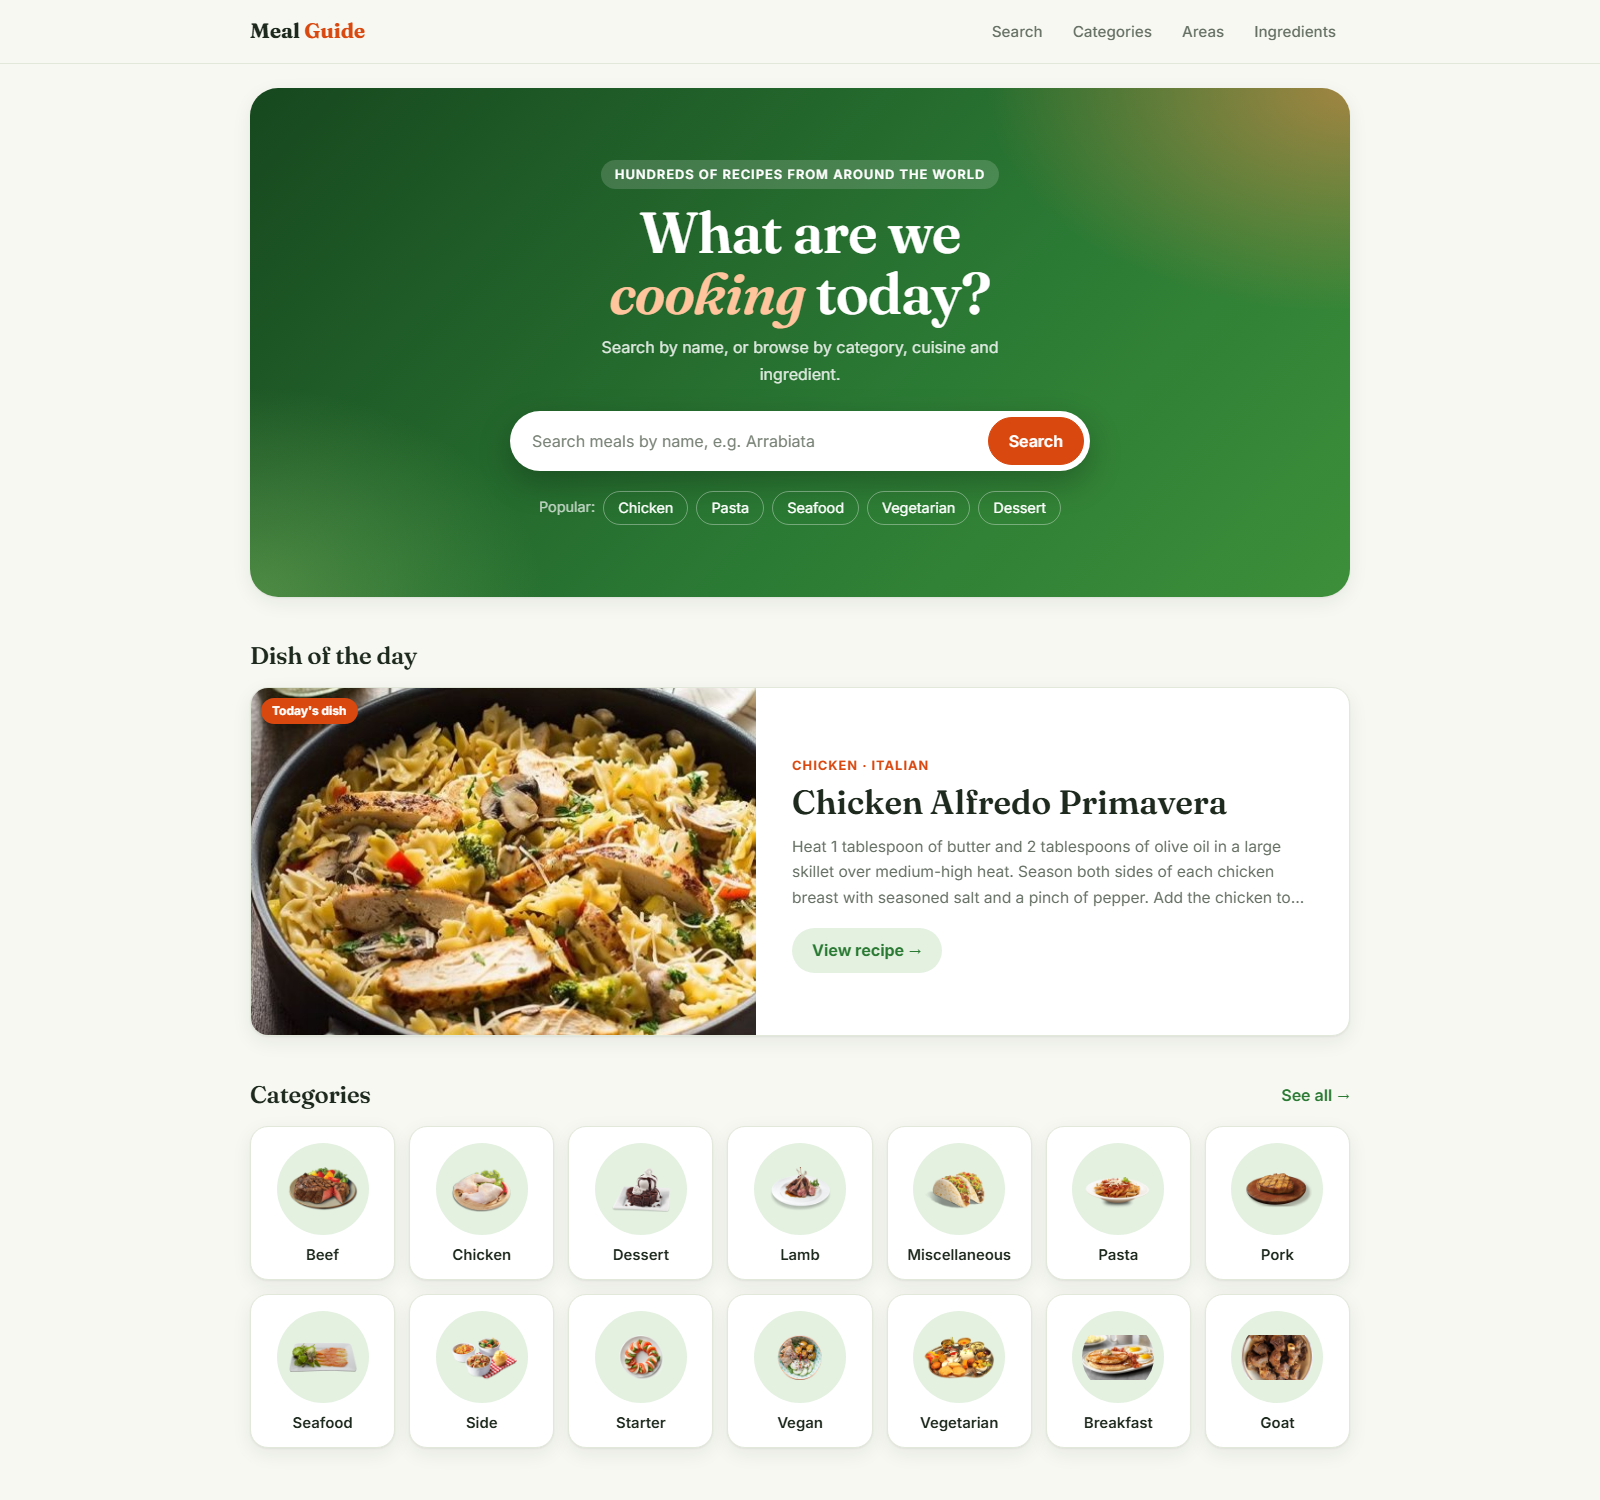 Meal Guide
Search
Categories
Areas
Ingredients
HUNDREDS OF RECIPES FROM AROUND THE WORLD
What are we
cooking today?
Search by name, or browse by category, cuisine and
ingredient.
Search meals by name, e.g. Arrabiata
Search
Popular:
Chicken
Pasta
Seafood
Vegetarian
Dessert
Dish of the day
Today's dish
CHICKEN · ITALIAN
Chicken Alfredo Primavera
Heat 1 tablespoon of butter and 2 tablespoons of olive oil in a large
skillet over medium-high heat. Season both sides of each chicken
breast with seasoned salt and a pinch of pepper. Add the chicken to...
View recipe →
Categories
See all →
Beef
Chicken
Dessert
Lamb
Miscellaneous
Pasta
Pork
Seafood
Side
Starter
Vegan
Vegetarian
Breakfast
Goat